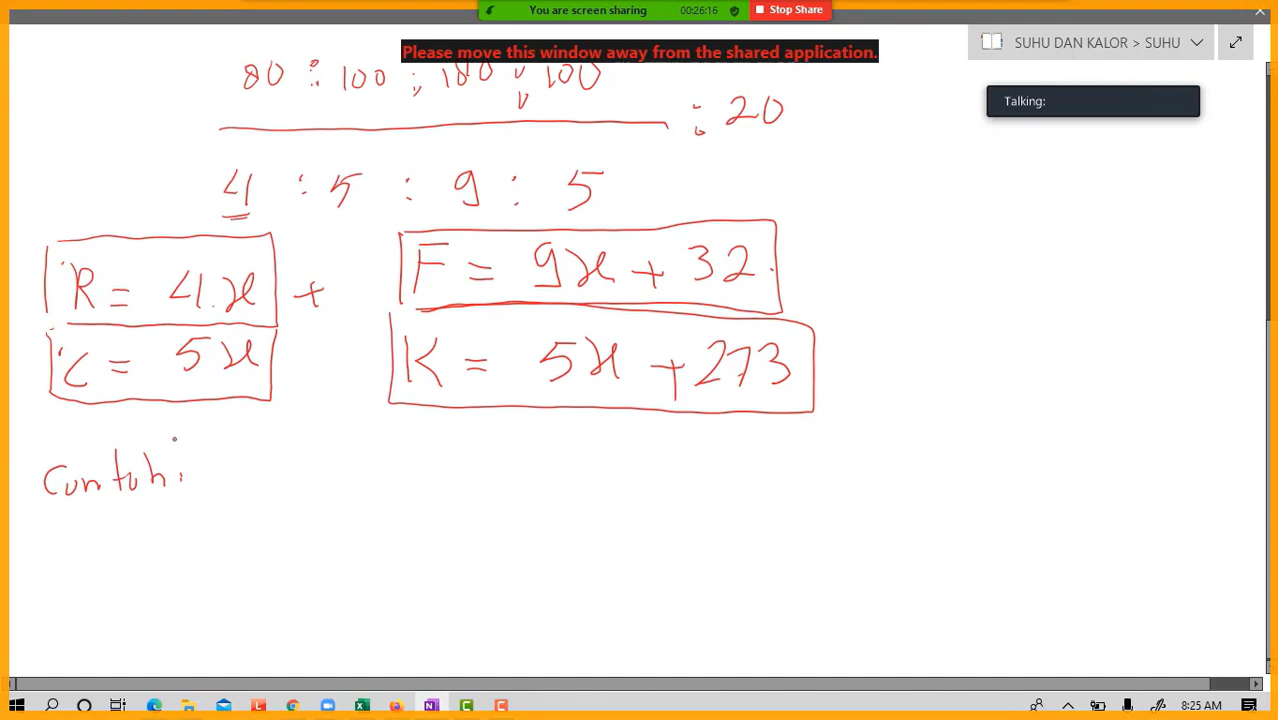 You are screen sharing 00:26:16 Stop Share
Please move this window away from the shared application.
SUHU DAN KALOR > SUHU
Talking:
80 : 100 : 180 : 100
: 20
4 : 5 : 9 : 5
R = 4.x +
F = 9x + 32.
C = 5x
K = 5x + 273
Contoh:
8:25 AM